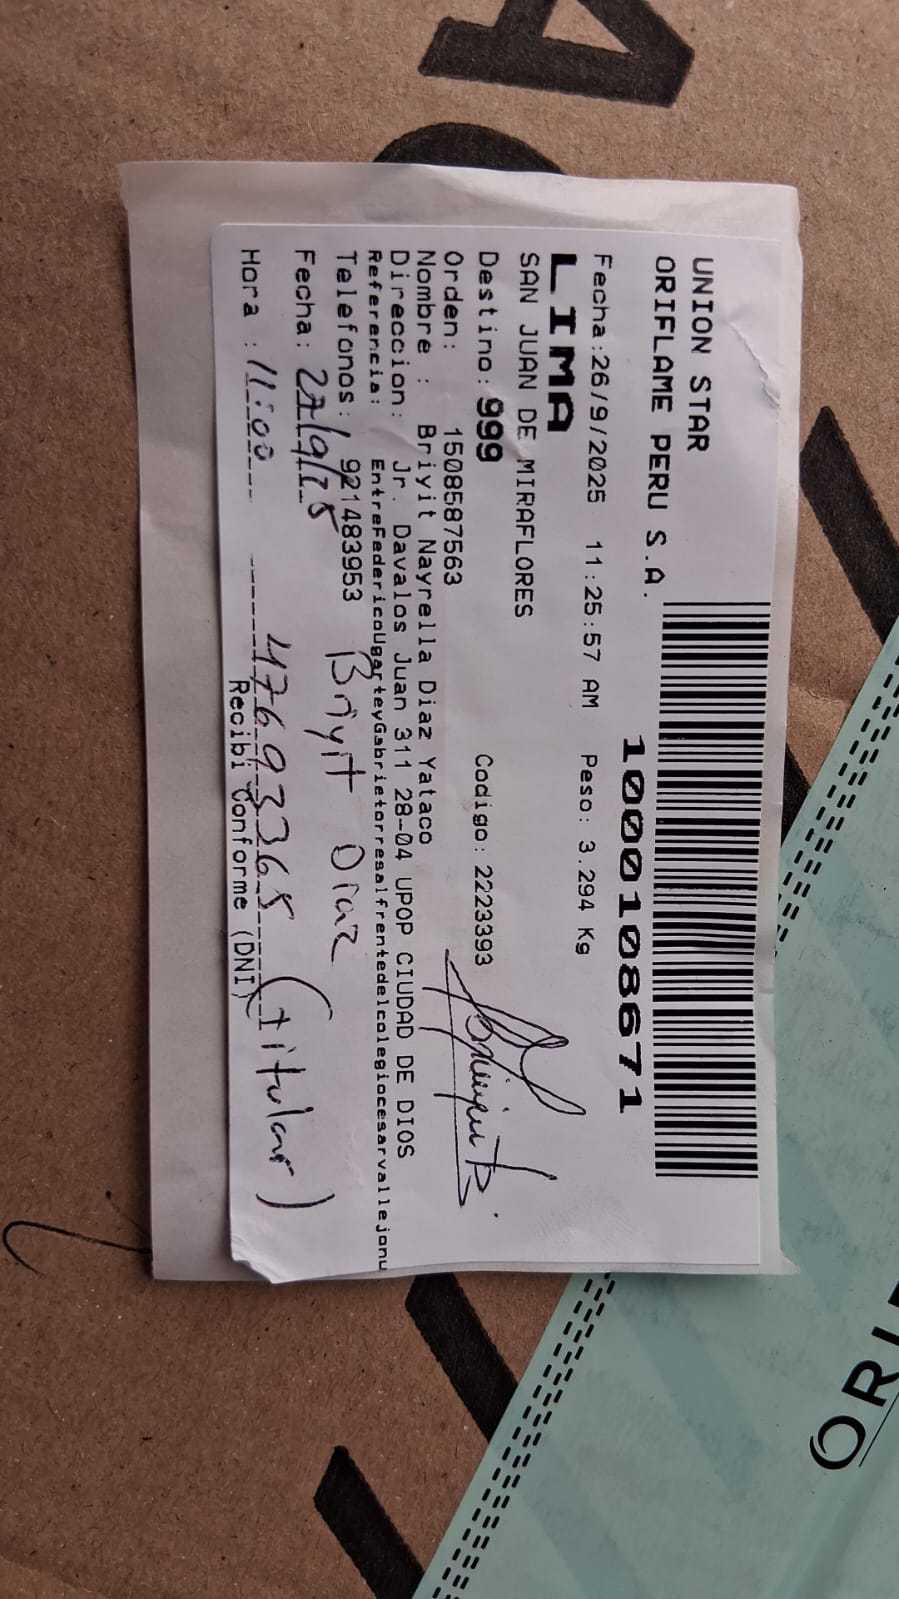 UNION STAR
ORIFLAME PERU S.A.
1000108671
Fecha:26/9/2025 11:25:57 AM Peso: 3.294 Kg
LIMA
SAN JUAN DE MIRAFLORES
Destino: 999 Codigo: 2223393
Orden: 1508587563
Nombre : Briyit Nayrella Diaz Yataco
Direccion: Jr. Davalos Juan 311 28-04 UPOP CIUDAD DE DIOS
Referencia: EntreFedericoUgarteyGabrietorresalfrentedelcolegiocesarvallejonu
Telefonos: 921483953
Briyit Diaz
Fecha: 27/9/25
47693365 (titular)
Hora : 11:00
Recibi Conforme (DNI)